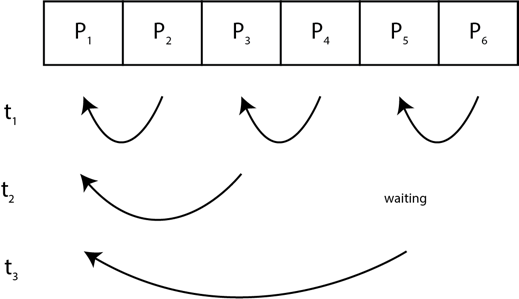 P₁ P₂ P₃ P₄ P₅ P₆
t₁
t₂ waiting
t₃